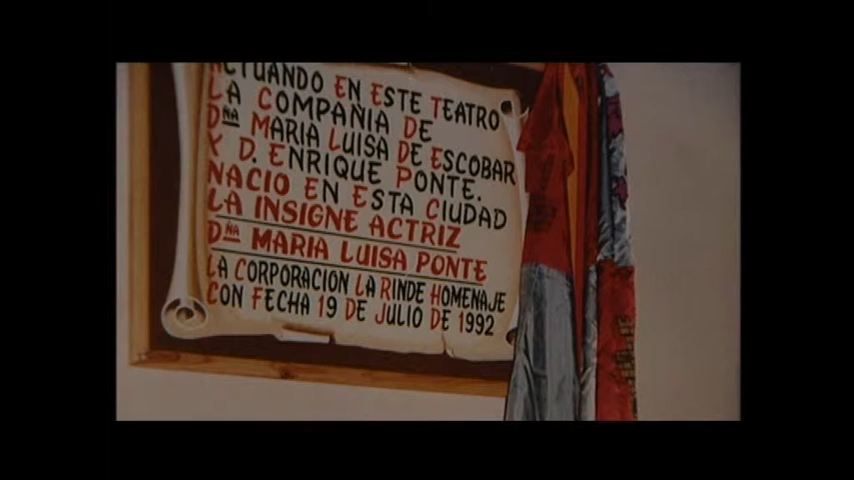 ACTUANDO EN ESTE TEATRO
LA COMPAÑIA DE
DÑA MARIA LUISA DE ESCOBAR
Y D. ENRIQUE PONTE.
NACIO EN ESTA CIUDAD
LA INSIGNE ACTRIZ
DÑA MARIA LUISA PONTE
LA CORPORACION LA RINDE HOMENAJE
CON FECHA 19 DE JULIO DE 1992